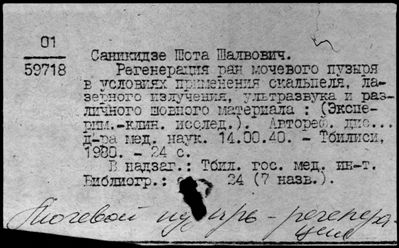 01
59718
Саникидзе Шота Шалвович.
Регенерация ран мочевого пузыря
в условиях применения скальпеля, ла-
зерного излучения, ультразвука и раз-
личного шовного материала : (Экспе-
рим.-клин. исслед.): Автореф. дис...
д-ра мед. наук. 14.00.40. - Тбилиси,
1980. - 24 с.
В надзаг.: Тбил. гос. мед. ин-т.
Библиогр.: с. 24 (7 назв.).
Мочевой пузырь - регенера-
ция